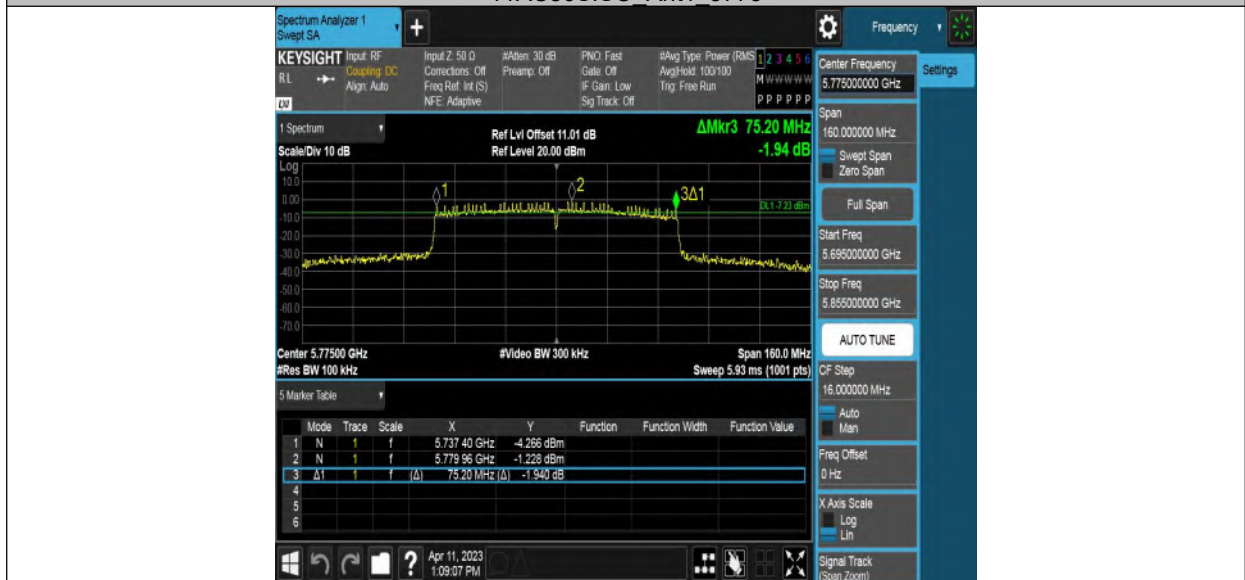 Spectrum Analyzer 1
Swept SA
+
Frequency
KEYSIGHT Input: RF Input Z: 50 Ω #Atten: 30 dB PNO: Fast #Avg Type: Power (RMS 1 2 3 4 5 6
RL Coupling: DC Corrections: Off Preamp: Off Gate: Off Avg|Hold: 100/100 M W W W W W
Align: Auto Freq Ref: Int (S) IF Gain: Low Trig: Free Run
LXI NFE: Adaptive Sig Track: Off P P P P P P
Center Frequency
5.775000000 GHz
Settings
1 Spectrum
Ref Lvl Offset 11.01 dB
ΔMkr3 75.20 MHz
Scale/Div 10 dB
Ref Level 20.00 dBm
-1.94 dB
Log
10.0
0.00
-10.0
-20.0
-30.0
-40.0
-50.0
-60.0
-70.0
1
2
3Δ1
DL1 -7.23 dBm
Center 5.77500 GHz #Video BW 300 kHz Span 160.0 MHz
#Res BW 100 kHz Sweep 5.93 ms (1001 pts)
Span
160.000000 MHz
Swept Span
Zero Span
Full Span
Start Freq
5.695000000 GHz
Stop Freq
5.855000000 GHz
AUTO TUNE
CF Step
16.000000 MHz
Auto
Man
Freq Offset
0 Hz
X Axis Scale
Log
Lin
Signal Track
(Span Zoom)
5 Marker Table
Mode Trace Scale X Y Function Function Width Function Value
1 N 1 f 5.737 40 GHz -4.266 dBm
2 N 1 f 5.779 96 GHz -1.228 dBm
3 Δ1 1 f (Δ) 75.20 MHz (Δ) -1.940 dB
4
5
6
? Apr 11, 2023
1:09:07 PM